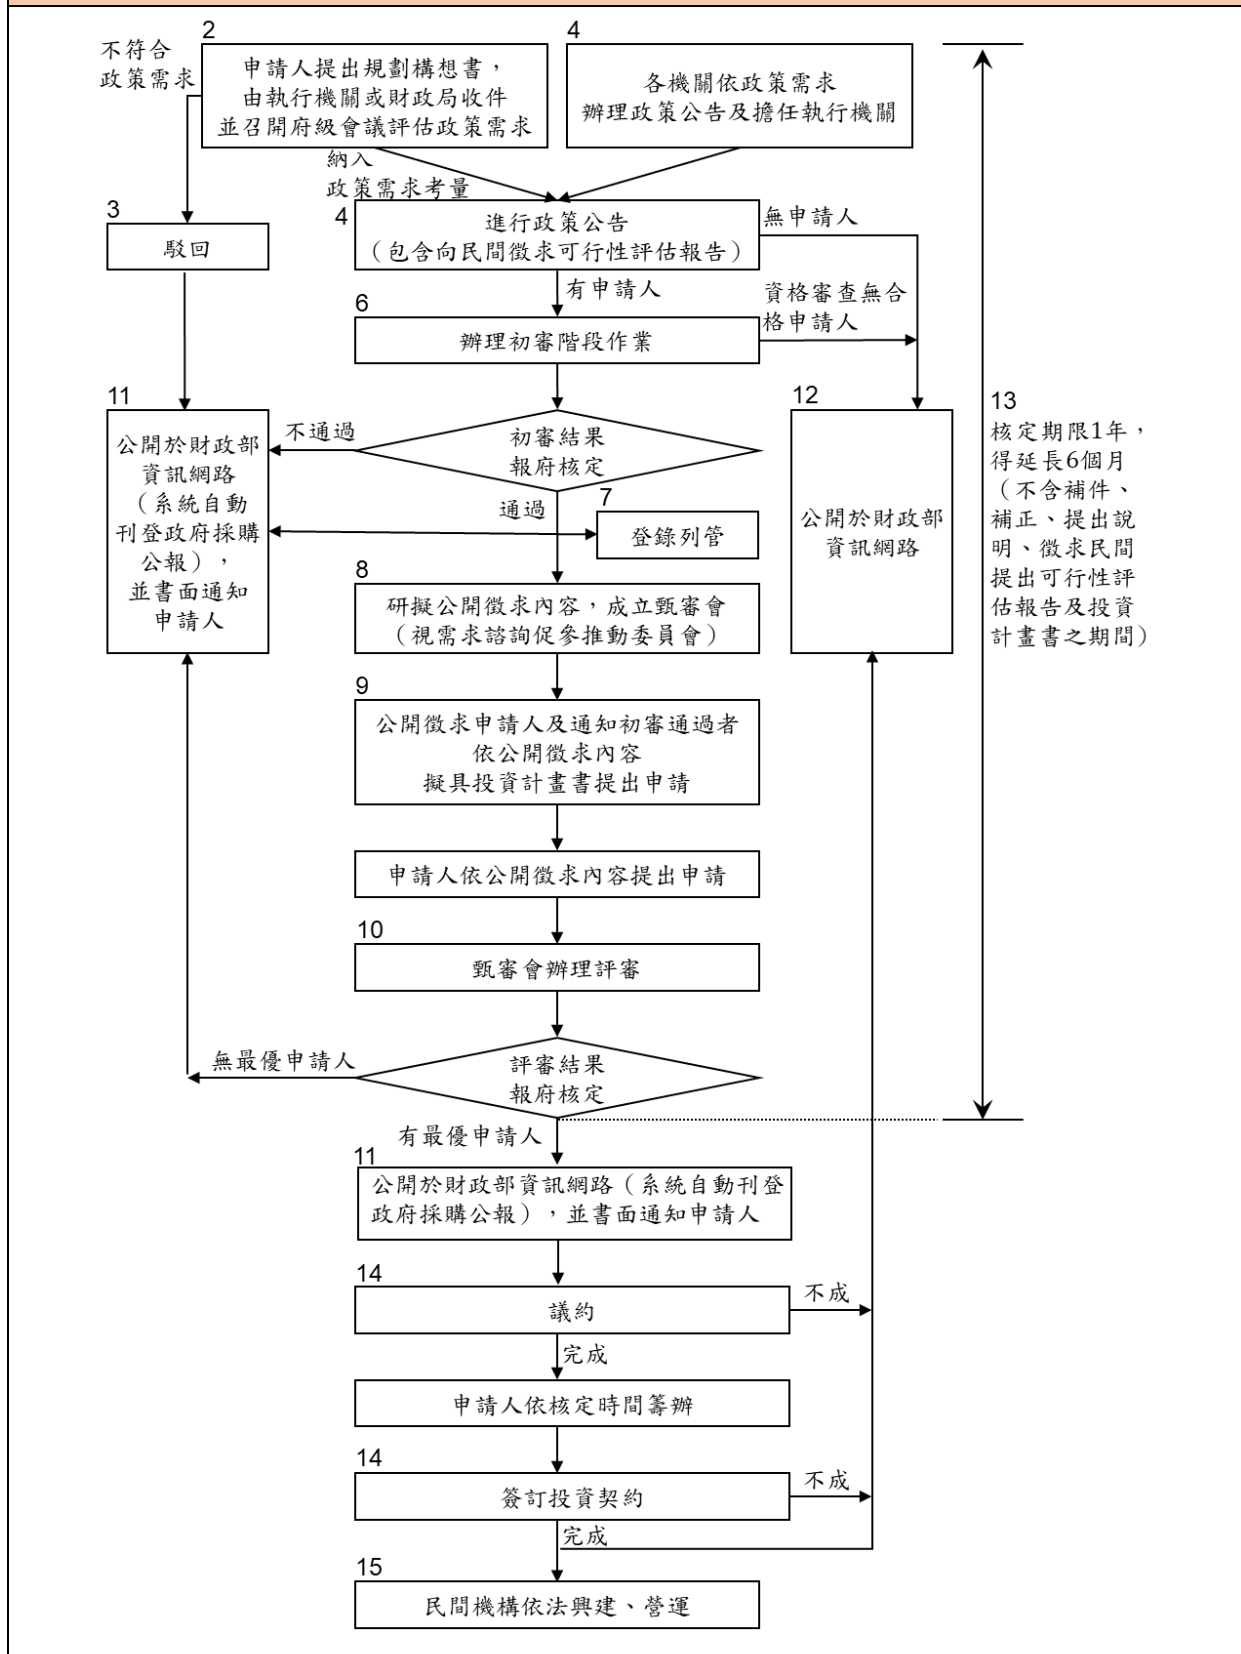 2
4
不符合
政策需求
申請人提出規劃構想書，
由執行機關或財政局收件
並召開府級會議評估政策需求
各機關依政策需求
辦理政策公告及擔任執行機關
納入
政策需求考量
3
駁回
4
進行政策公告
（包含向民間徵求可行性評估報告）
無申請人
有申請人
資格審查無合
格申請人
6
辦理初審階段作業
11
公開於財政部
資訊網路
（系統自動
刊登政府採購
公報），
並書面通知
申請人
不通過
初審結果
報府核定
12
公開於財政部
資訊網路
13
核定期限1年，
得延長6個月
（不含補件、
補正、提出說
明、徵求民間
提出可行性評
估報告及投資
計畫書之期間）
通過
7
登錄列管
8
研擬公開徵求內容，成立甄審會
（視需求諮詢促參推動委員會）
9
公開徵求申請人及通知初審通過者
依公開徵求內容
擬具投資計畫書提出申請
申請人依公開徵求內容提出申請
10
甄審會辦理評審
無最優申請人
評審結果
報府核定
有最優申請人
11
公開於財政部資訊網路（系統自動刊登
政府採購公報），並書面通知申請人
14
議約
不成
完成
申請人依核定時間籌辦
14
簽訂投資契約
不成
完成
15
民間機構依法興建、營運